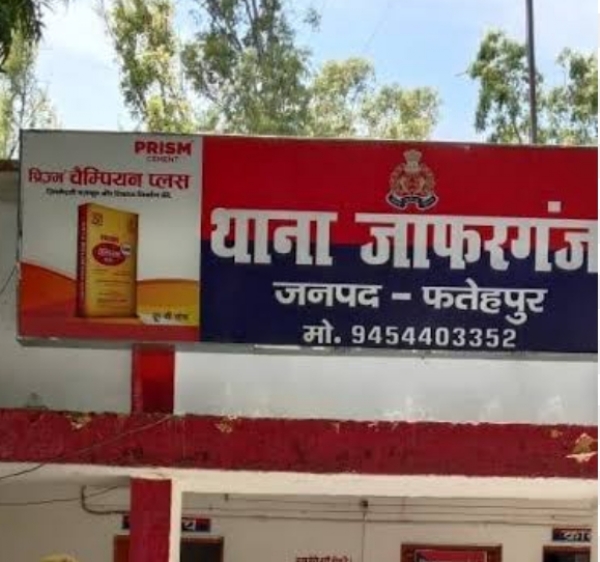 PRISM
CEMENT
प्रिज्म चैम्पियन प्लस
थाना जाफरगंज
जनपद - फतेहपुर
मो. 9454403352